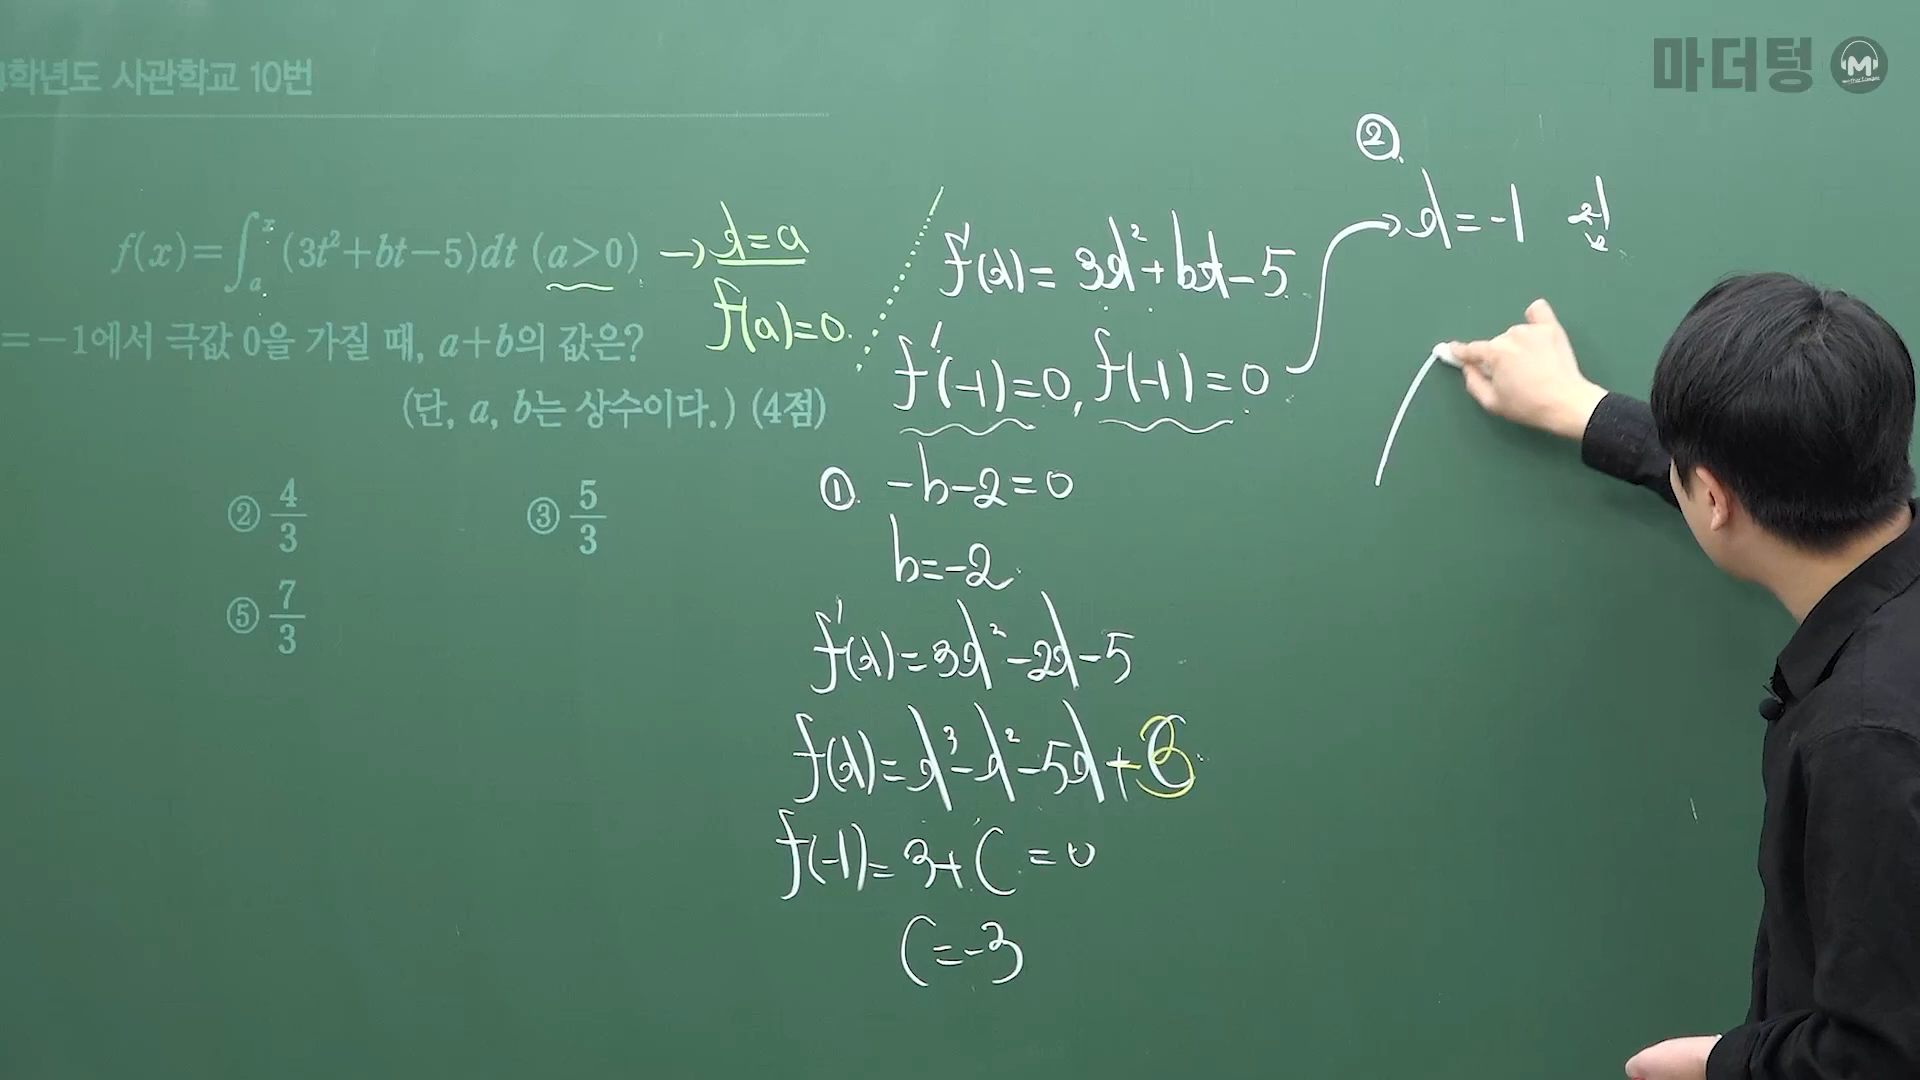 4학년도 사관학교 10번
마더텅
f(x)=∫ₐˣ (3t²+bt-5)dt (a>0)
=-1에서 극값 0을 가질 때, a+b의 값은?
(단, a, b는 상수이다.) (4점)
② 4/3 ③ 5/3
⑤ 7/3
→ x=a
f(a)=0
f'(x)=3x²+bx-5
f'(-1)=0, f(-1)=0
① -b-2=0
b=-2
f'(x)=3x²-2x-5
f(x)=x³-x²-5x-3
f(-1)=3+C=0
C=-3
②
x=-1